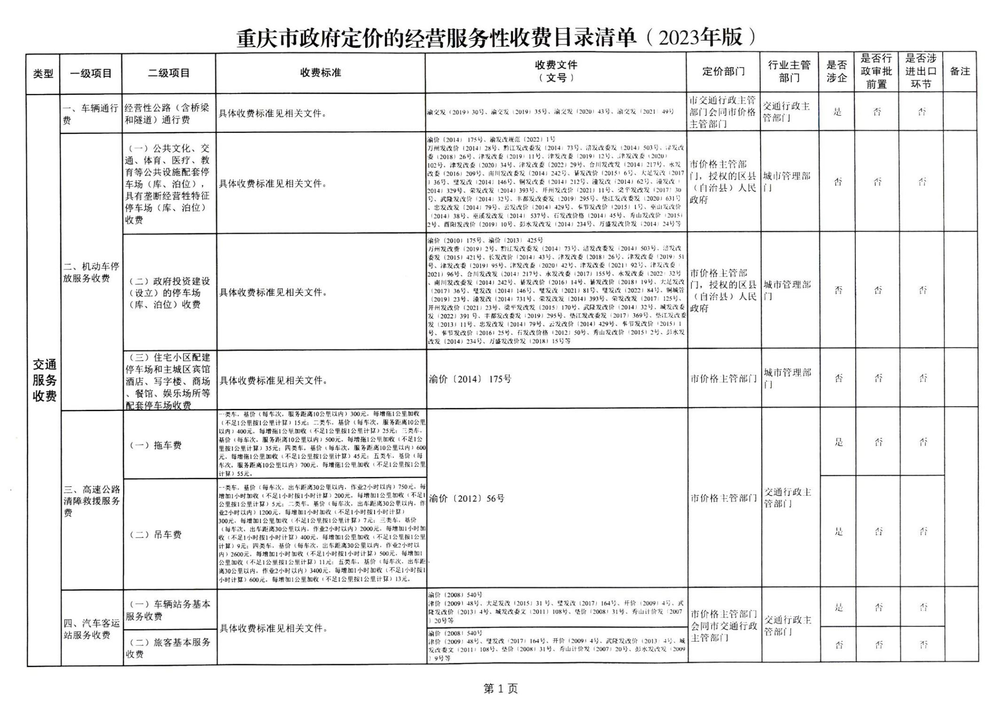 重庆市政府定价的经营服务性收费目录清单（2023年版）
类型
一级项目
二级项目
收费标准
收费文件
（文号）
定价部门
行业主管
部门
是否
涉企
是否行
政审批
前置
是否涉
进出口
环节
备注
交通
服务
收费
一、车辆通行
费
经营性公路（含桥梁
和隧道）通行费
具体收费标准见相关文件。
渝交发〔2019〕30号、渝交发〔2019〕35号、渝交发〔2020〕43号、渝交发〔2021〕49号
市交通行政主管
部门会同市价格
主管部门
交通行政主
管部门
是
否
否
二、机动车停
放服务收费
（一）公共文化、交
通、体育、医疗、教
育等公共设施配套停
车场（库、泊位），
具有垄断经营牲特征
停车场（库、泊位）
收费
具体收费标准见相关文件。
渝价〔2014〕175号、渝发改规范〔2022〕1号
万州发改价〔2014〕28号、黔江发改委发〔2014〕73号、涪发改委发〔2014〕503号、津发改
委〔2018〕26号、津发改委〔2019〕11号、津发改委〔2019〕12号、津发改委〔2020〕
102号、津发改委〔2020〕34号、津发改委〔2022〕29号、合川发改发〔2014〕217号、永发
改委〔2016〕209号、南川发改委发〔2014〕242号、綦发改价〔2015〕6号、大足发改〔2017
〕36号、璧发改〔2014〕146号、铜发改委〔2014〕212号、潼发改〔2014〕62号、潼发改〔
2014〕329号、荣发改发〔2014〕393号、开州发改价〔2021〕11号、梁平发改发〔2017〕30
号、武隆发改价〔2014〕32号、丰都发改委发〔2019〕295号、垫江发改委发〔2020〕631号
、忠发改发〔2014〕79号、云发改价〔2014〕429号、奉节发改价〔2015〕1号、巫山发改价
〔2014〕38号、巫溪发改发〔2014〕537号、石发改价格〔2014〕45号、秀山发改价〔2015〕
2号、酉阳发改价〔2019〕10号、彭水发改发〔2014〕234号、万盛发改价发〔2014〕24号等
市价格主管部
门，授权的区县
（自治县）人民
政府
城市管理部
门
否
否
否
（二）政府投资建设
（设立）的停车场
（库、泊位）收费
具体收费标准见相关文件。
渝价〔2010〕175号、渝价〔2013〕425号
万州发改费〔2019〕2号、黔江发改委发〔2014〕73号、涪发改委发〔2014〕503号、涪发改
委发〔2015〕421号、长发改价〔2014〕43号、津发改委〔2018〕26号、津发改委〔2019〕51
号、津发改委〔2019〕95号、津发改委〔2020〕42号、津发改委〔2021〕92号、津发改委〔
2021〕96号、合川发改发〔2014〕217号、永发改委〔2017〕155号、永发改委〔2022〕32号
、南川发改委发〔2014〕242号、綦发改价〔2016〕14号、綦发改价〔2018〕19号、大足发改
〔2017〕36号、璧发改〔2014〕146号、璧发改〔2021〕81号、璧发改〔2022〕84号、铜城管
〔2019〕23号、潼发改〔2014〕731号、荣发改发〔2014〕393号、荣发改发〔2017〕125号、
开州发改价〔2021〕23号、梁平发改发〔2015〕170号、武隆发改价〔2014〕32号、城发改委
发〔2022〕391 号、丰都发改委发〔2019〕295号、垫江发改委发〔2017〕369号、垫江发改委
发〔2013〕11号、忠发改发〔2014〕79号、云发改价〔2014〕429号、奉节发改价〔2015〕1
号、奉节发改价〔2016〕25号、石发改价格〔2012〕50号、秀山发改价〔2015〕2号、彭水发
改发〔2014〕234号、万盛发改价发〔2018〕15号等
市价格主管部
门，授权的区县
（自治县）人民
政府
城市管理部
门
否
否
否
（三）住宅小区配建
停车场和主城区宾馆
酒店、写字楼、商场
、餐馆、娱乐场所等
配套停车场收费
具体收费标准见相关文件。
渝价〔2014〕175号
市价格主管部门
城市管理部
门
否
否
否
三、高速公路
清障救援服务
费
（一）拖车费
一类车，基价（每车次，服务距离10公里以内）300元，每增拖1公里加收
（不足1公里按1公里计算）15元；二类车，基价（每车次，服务距离10公里
以内）400元，每增拖1公里加收（不足1公里按1公里计算）25元；三类车，
基价（每车次，服务距离10公里以内）500元，每增拖1公里加收（不足1公
里按1公里计算）35元；四类车，基价（每车次，服务距离10公里以内）600
元，每增拖1公里加收（不足1公里按1公里计算）45元；五类车，基价（每
车次，服务距离10公里以内）700元，每增拖1公里加收（不足1公里按1公里
计算）55元。
渝价〔2012〕56号
市价格主管部门
交通行政主
管部门
是
否
否
（二）吊车费
一类车，基价（每车次，出车距离30公里以内，作业2小时以内）750元，每
增加1小时加收（不足1小时按1小时计算）200元，每增加1公里加收（不足1
公里按1公里计算）5元；二类车，基价（每车次，出车距离30公里以内，作
业2小时以内）1200元，每增加1小时加收（不足1小时按1小时计算）
300元，每增加1公里加收（不足1公里按1公里计算）7元；三类车，基价
（每车次，出车距离30公里以内，作业2小时以内）2000元，每增加1小时加
收（不足1小时按1小时计算）400元，每增加1公里加收（不足1公里按1公里
计算）9元；四类车，基价（每车次，出车距离30公里以内，作业2小时以
内）2600元，每增加1小时加收（不足1小时按1小时计算）500元，每增加1
公里加收（不足1公里按1公里计算）11元；五类车，基价（每车次，出车距
离30公里以内，作业2小时以内）3400元，每增加1小时加收（不足1小时按1
小时计算）600元，每增加1公里加收（不足1公里按1公里计算）13元。
是
否
否
四、汽车客运
站服务收费
（一）车辆站务基本
服务收费
具体收费标准见相关文件。
渝价〔2008〕540号
津价〔2009〕48号、大足发改〔2015〕31 号、璧发改〔2017〕164号、开价〔2009〕4号、武
隆发改价〔2013〕4号、城发改委文〔2011〕108号、垫价〔2008〕31号、秀山计价发〔2007
〕20号等
市价格主管部门
会同市交通行政
主管部门
交通行政主
管部门
是
否
否
（二）旅客基本服务
收费
渝价〔2008〕540号
津价〔2009〕48号、璧发改〔2017〕164号、开价〔2009〕4号、武隆发改价〔2013〕4号、城
发改委文〔2011〕108号、垫价〔2008〕31号、秀山计价发〔2007〕20号、彭水发改发〔2009
〕9号等
否
否
否
第 1 页